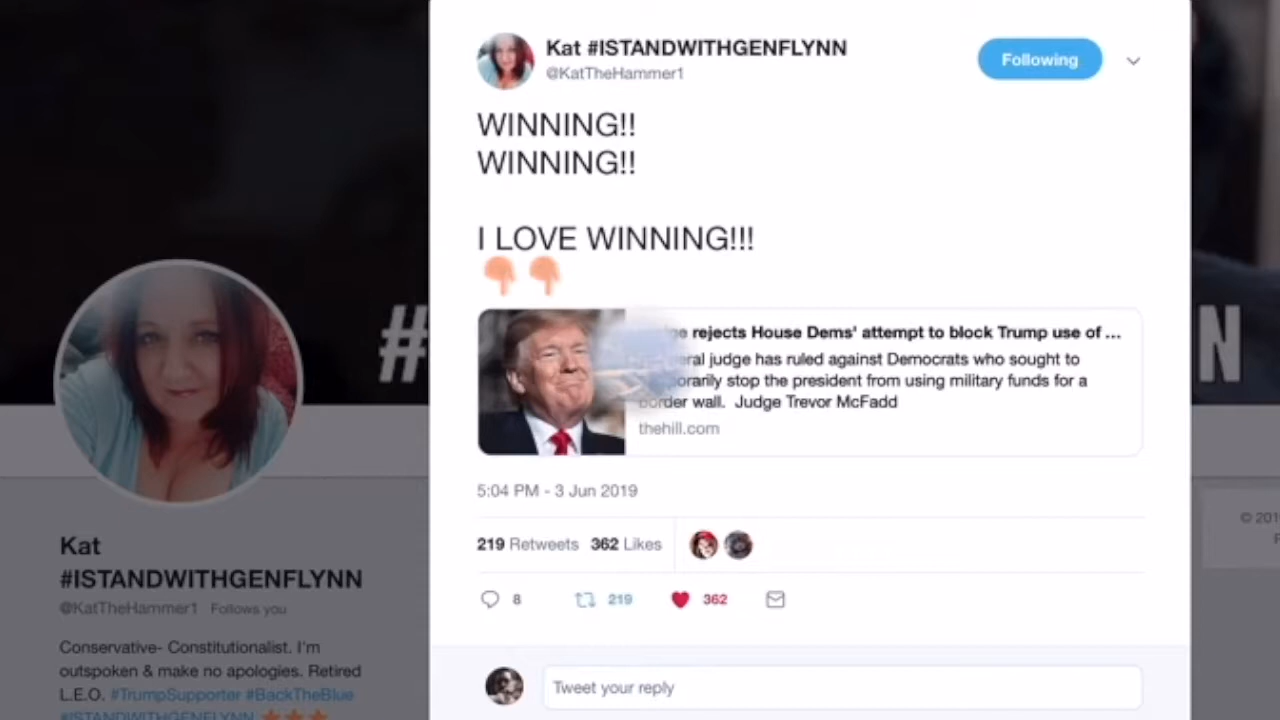 Kat #ISTANDWITHGENFLYNN
@KatTheHammer1
Following
WINNING!!
WINNING!!
I LOVE WINNING!!!
rejects House Dems' attempt to block Trump use of ...
judge has ruled against Democrats who sought to
the president from using military funds for a
border wall. Judge Trevor McFadd
thehill.com
5:04 PM - 3 Jun 2019
219 Retweets 362 Likes
8 219 362
Tweet your reply
#
N
Kat
#ISTANDWITHGENFLYNN
@KatTheHammer1 Follows you
Conservative- Constitutionalist. I'm
outspoken & make no apologies. Retired
L.E.O. #TrumpSupporter #BackTheBlue
#ISTANDWITHGENFLYNN